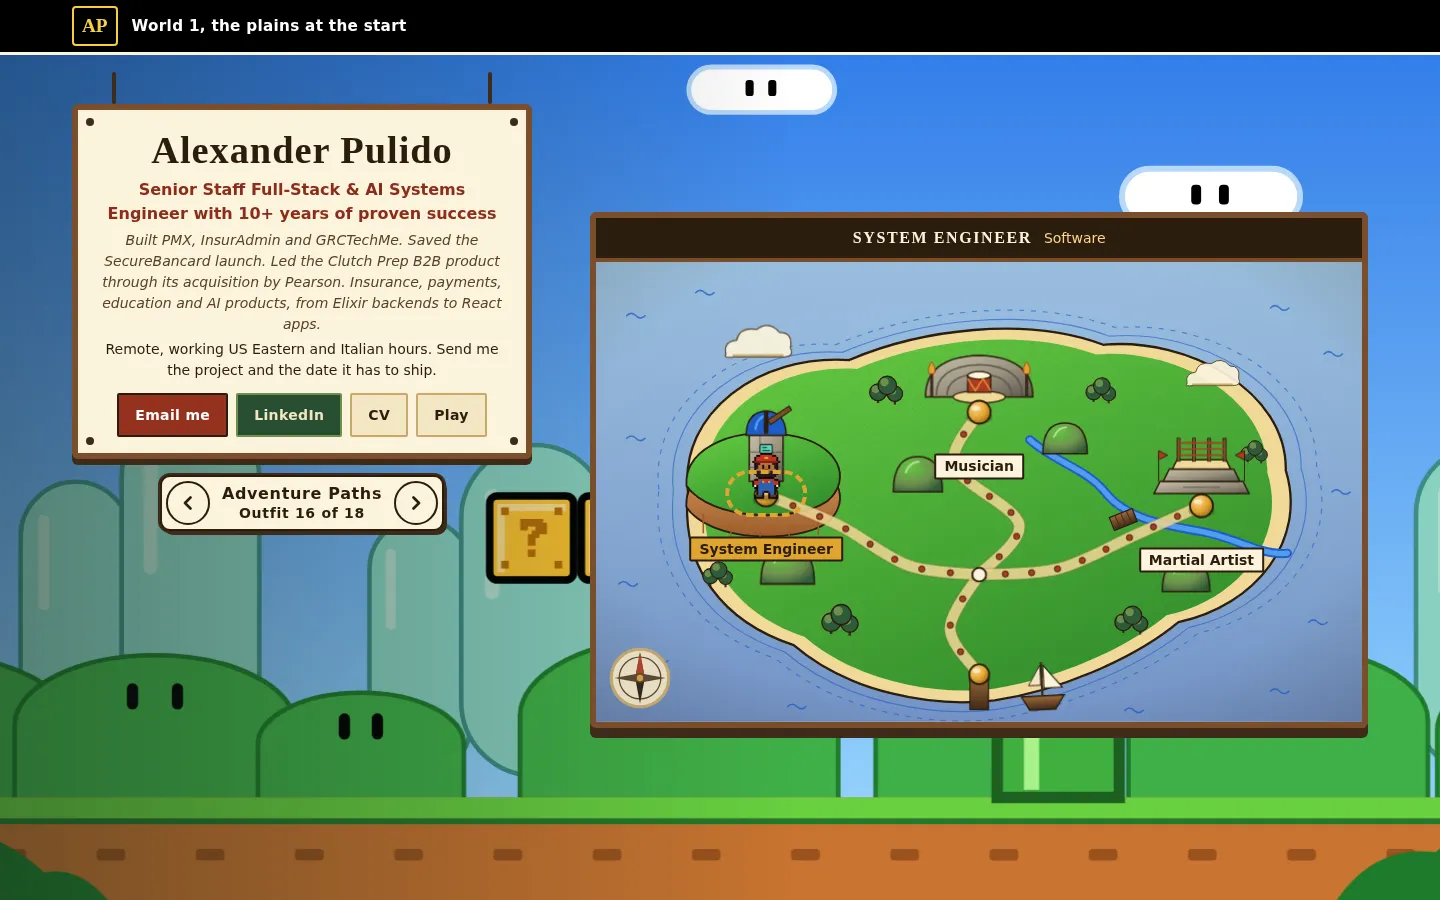 AP
World 1, the plains at the start
Alexander Pulido
Senior Staff Full-Stack & AI Systems
Engineer with 10+ years of proven success
Built PMX, InsurAdmin and GRCTechMe. Saved the
SecureBancard launch. Led the Clutch Prep B2B product
through its acquisition by Pearson. Insurance, payments,
education and AI products, from Elixir backends to React
apps.
Remote, working US Eastern and Italian hours. Send me
the project and the date it has to ship.
Email me
LinkedIn
CV
Play
Adventure Paths
Outfit 16 of 18
?
SYSTEM ENGINEER Software
Musician
System Engineer
Martial Artist